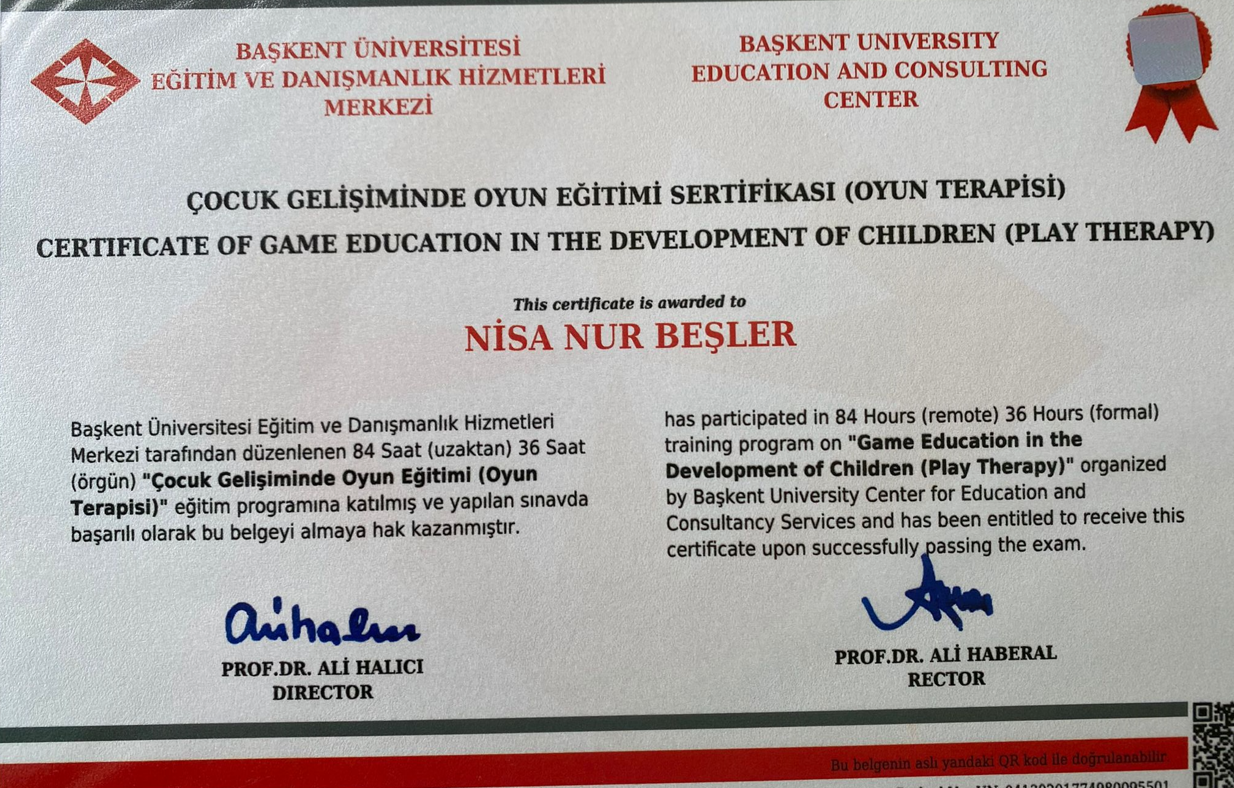 BAŞKENT ÜNİVERSİTESİ
EĞİTİM VE DANIŞMANLIK HİZMETLERİ
MERKEZİ
BAŞKENT UNIVERSITY
EDUCATION AND CONSULTING
CENTER
ÇOCUK GELİŞİMİNDE OYUN EĞİTİMİ SERTİFİKASI (OYUN TERAPİSİ)
CERTIFICATE OF GAME EDUCATION IN THE DEVELOPMENT OF CHILDREN (PLAY THERAPY)
This certificate is awarded to
NİSA NUR BEŞLER
Başkent Üniversitesi Eğitim ve Danışmanlık Hizmetleri
Merkezi tarafından düzenlenen 84 Saat (uzaktan) 36 Saat
(örgün) "Çocuk Gelişiminde Oyun Eğitimi (Oyun
Terapisi)" eğitim programına katılmış ve yapılan sınavda
başarılı olarak bu belgeyi almaya hak kazanmıştır.
has participated in 84 Hours (remote) 36 Hours (formal)
training program on "Game Education in the
Development of Children (Play Therapy)" organized
by Başkent University Center for Education and
Consultancy Services and has been entitled to receive this
certificate upon successfully passing the exam.
PROF.DR. ALİ HALICI
DIRECTOR
PROF.DR. ALİ HABERAL
RECTOR
Bu belgenin aslı yandaki QR kod ile doğrulanabilir